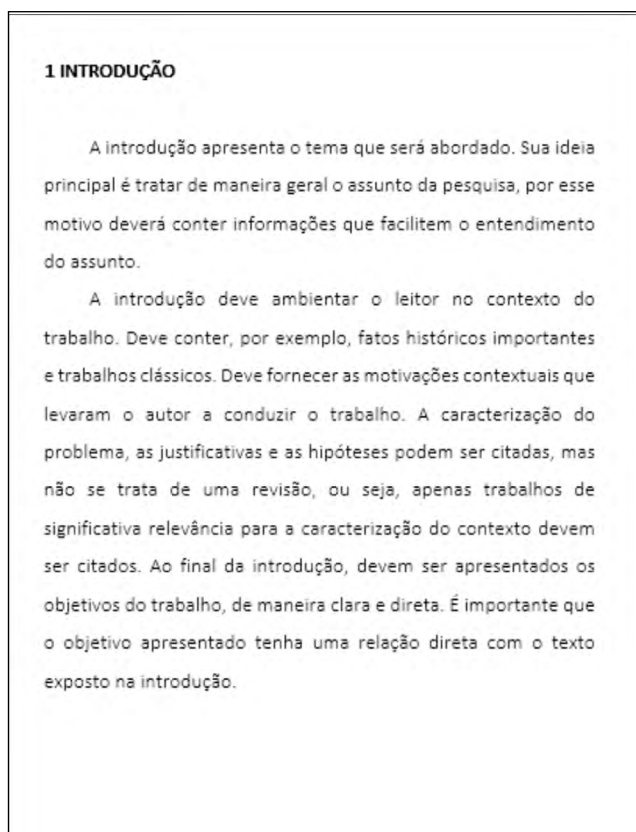 1 INTRODUÇÃO
A introdução apresenta o tema que será abordado. Sua ideia
principal é tratar de maneira geral o assunto da pesquisa, por esse
motivo deverá conter informações que facilitem o entendimento
do assunto.
A introdução deve ambientar o leitor no contexto do
trabalho. Deve conter, por exemplo, fatos históricos importantes
e trabalhos clássicos. Deve fornecer as motivações contextuais que
levaram o autor a conduzir o trabalho. A caracterização do
problema, as justificativas e as hipóteses podem ser citadas, mas
não se trata de uma revisão, ou seja, apenas trabalhos de
significativa relevância para a caracterização do contexto devem
ser citados. Ao final da introdução, devem ser apresentados os
objetivos do trabalho, de maneira clara e direta. É importante que
o objetivo apresentado tenha uma relação direta com o texto
exposto na introdução.